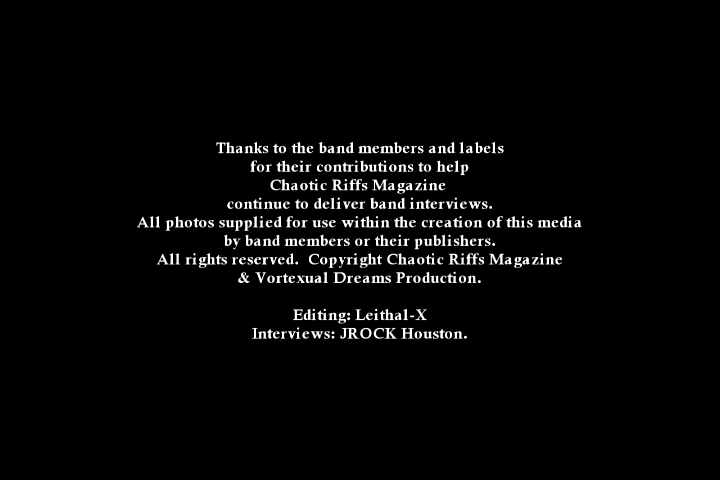 Thanks to the band members and labels
for their contributions to help
Chaotic Riffs Magazine
continue to deliver band interviews.
All photos supplied for use within the creation of this media
by band members or their publishers.
All rights reserved.  Copyright Chaotic Riffs Magazine
& Vortexual Dreams Production.
Editing: Leithal-X
Interviews: JROCK Houston.